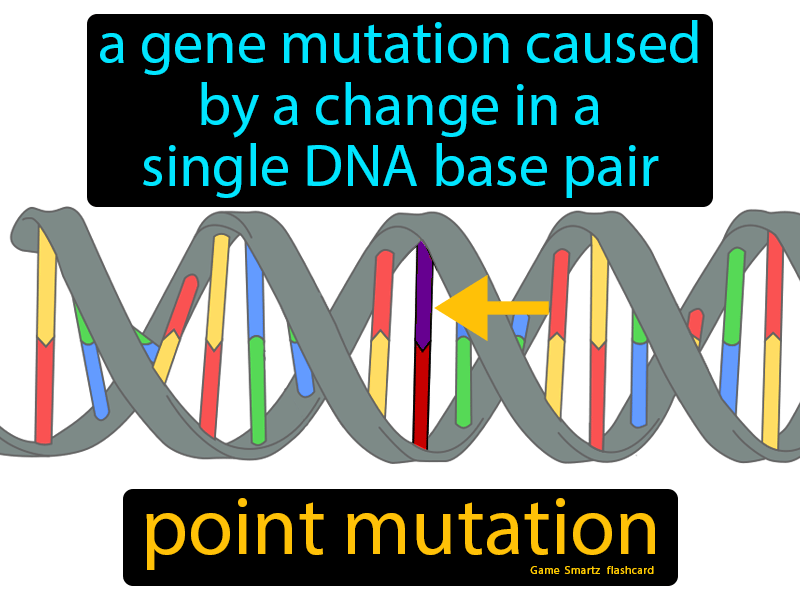 a gene mutation caused
by a change in a
single DNA base pair
point mutation
Game Smartz flashcard